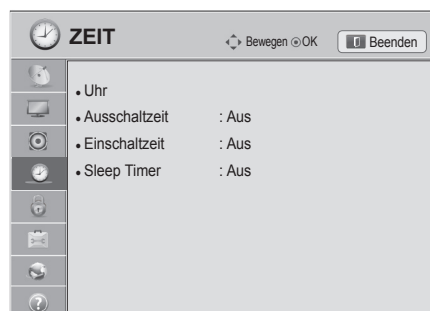 ZEIT
Bewegen OK
Beenden
• Uhr
• Ausschaltzeit : Aus
• Einschaltzeit : Aus
• Sleep Timer : Aus
?